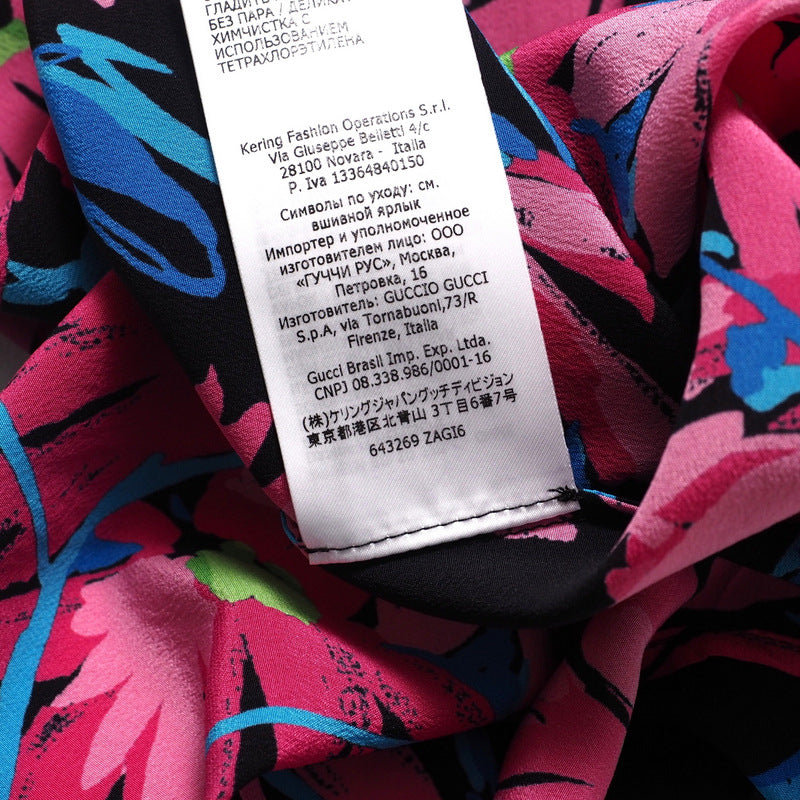 ГЛАДИТЬ
БЕЗ ПАРА / ДЕЛИКАТ
ХИМЧИСТКА С
ИСПОЛЬЗОВАНИЕМ
ТЕТРАХЛОРЭТИЛЕНА
Kering Fashion Operations S.r.l.
Via Giuseppe Belletti 4/c
28100 Novara - Italia
P. Iva 13364840150
Символы по уходу: см.
вшивной ярлык
Импортер и уполномоченное
изготовителем лицо: ООО
«ГУЧЧИ РУС», Москва,
Петровка, 16
Изготовитель: GUCCIO GUCCI
S.p.A, via Tornabuoni,73/R
Firenze, Italia
Gucci Brasil Imp. Exp. Ltda.
CNPJ 08.338.986/0001-16
(株)ケリングジャパングッチディビジョン
東京都港区北青山 3丁目6番7号
643269 ZAGI6